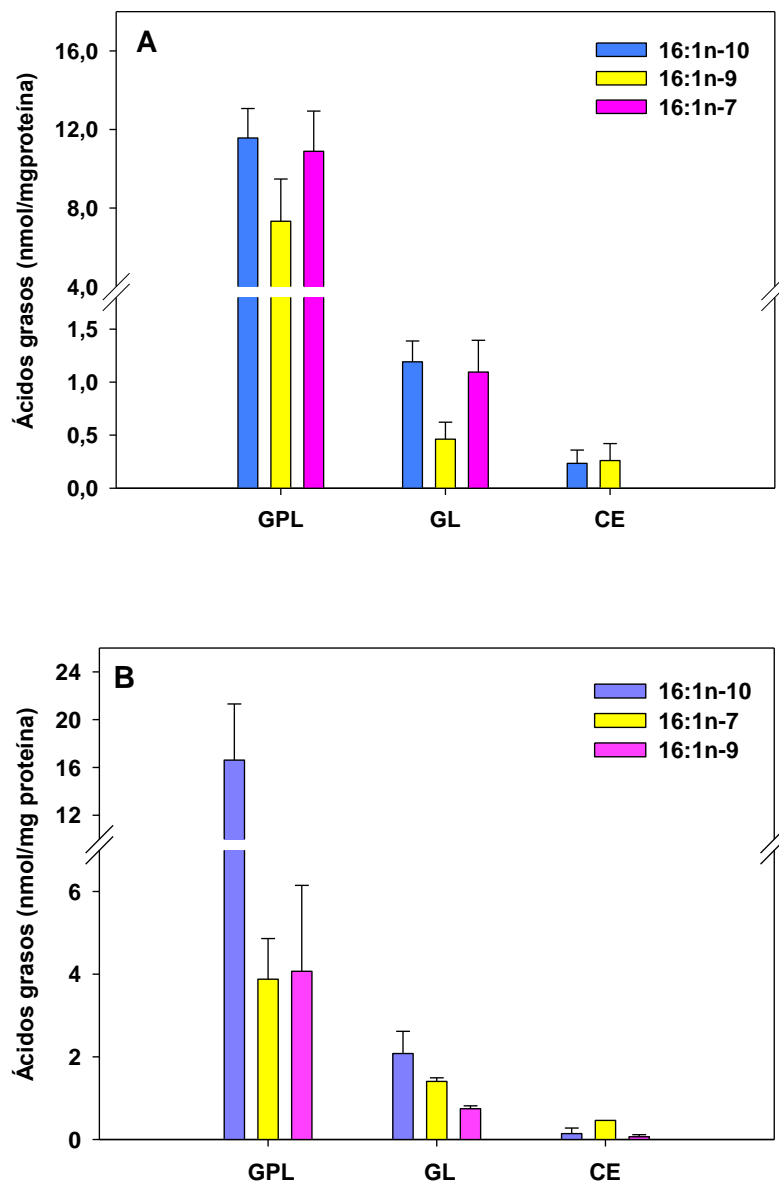 A
16:1n-10
16:1n-9
16:1n-7
Ácidos grasos (nmol/mgproteína)
16,0
12,0
8,0
4,0
1,5
1,0
0,5
0,0
GPL GL CE
B
16:1n-10
16:1n-7
16:1n-9
Ácidos grasos (nmol/mg proteína)
24
20
16
12
6
4
2
0
GPL GL CE